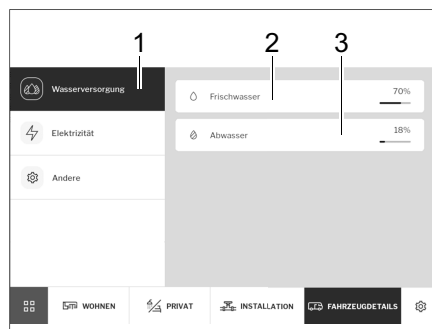 1 2 3
Wasserversorgung
Frischwasser 70%
Elektrizität
Abwasser 18%
Andere
WOHNEN PRIVAT INSTALLATION FAHRZEUGDETAILS